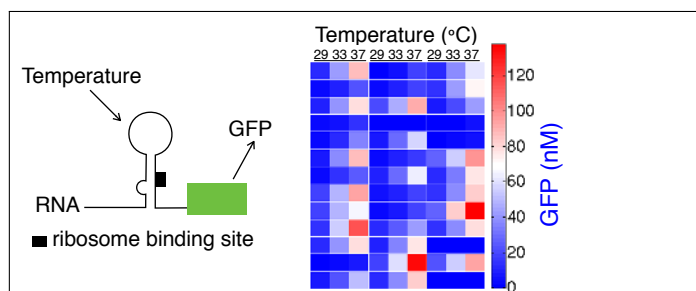 Temperature
GFP
RNA
ribosome binding site
Temperature (°C)
29 33 37 29 33 37 29 33 37
120
100
80
60
40
20
0
GFP (nM)